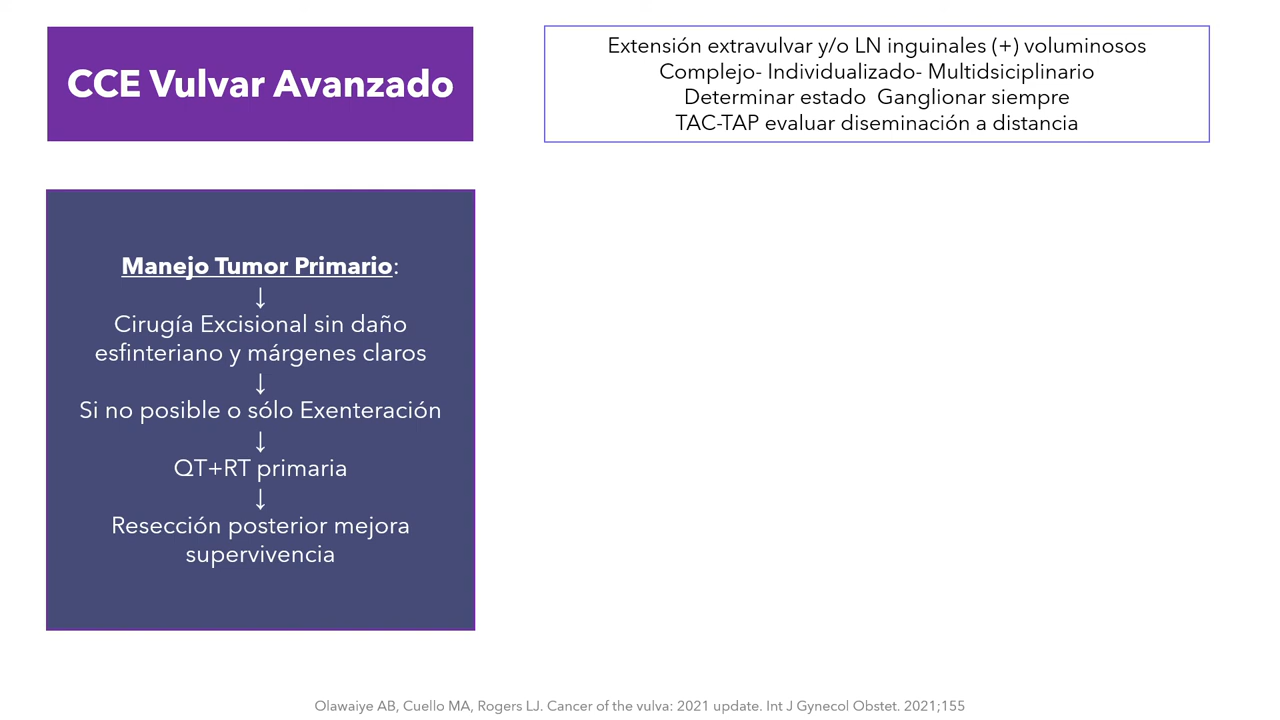 CCE Vulvar Avanzado
Extensión extravulvar y/o LN inguinales (+) voluminosos
Complejo- Individualizado- Multidsiciplinario
Determinar estado Ganglionar siempre
TAC-TAP evaluar diseminación a distancia
Manejo Tumor Primario:
↓
Cirugía Excisional sin daño
esfinteriano y márgenes claros
↓
Si no posible o sólo Exenteración
↓
QT+RT primaria
↓
Resección posterior mejora
supervivencia
Olawaiye AB, Cuello MA, Rogers LJ. Cancer of the vulva: 2021 update. Int J Gynecol Obstet. 2021;155